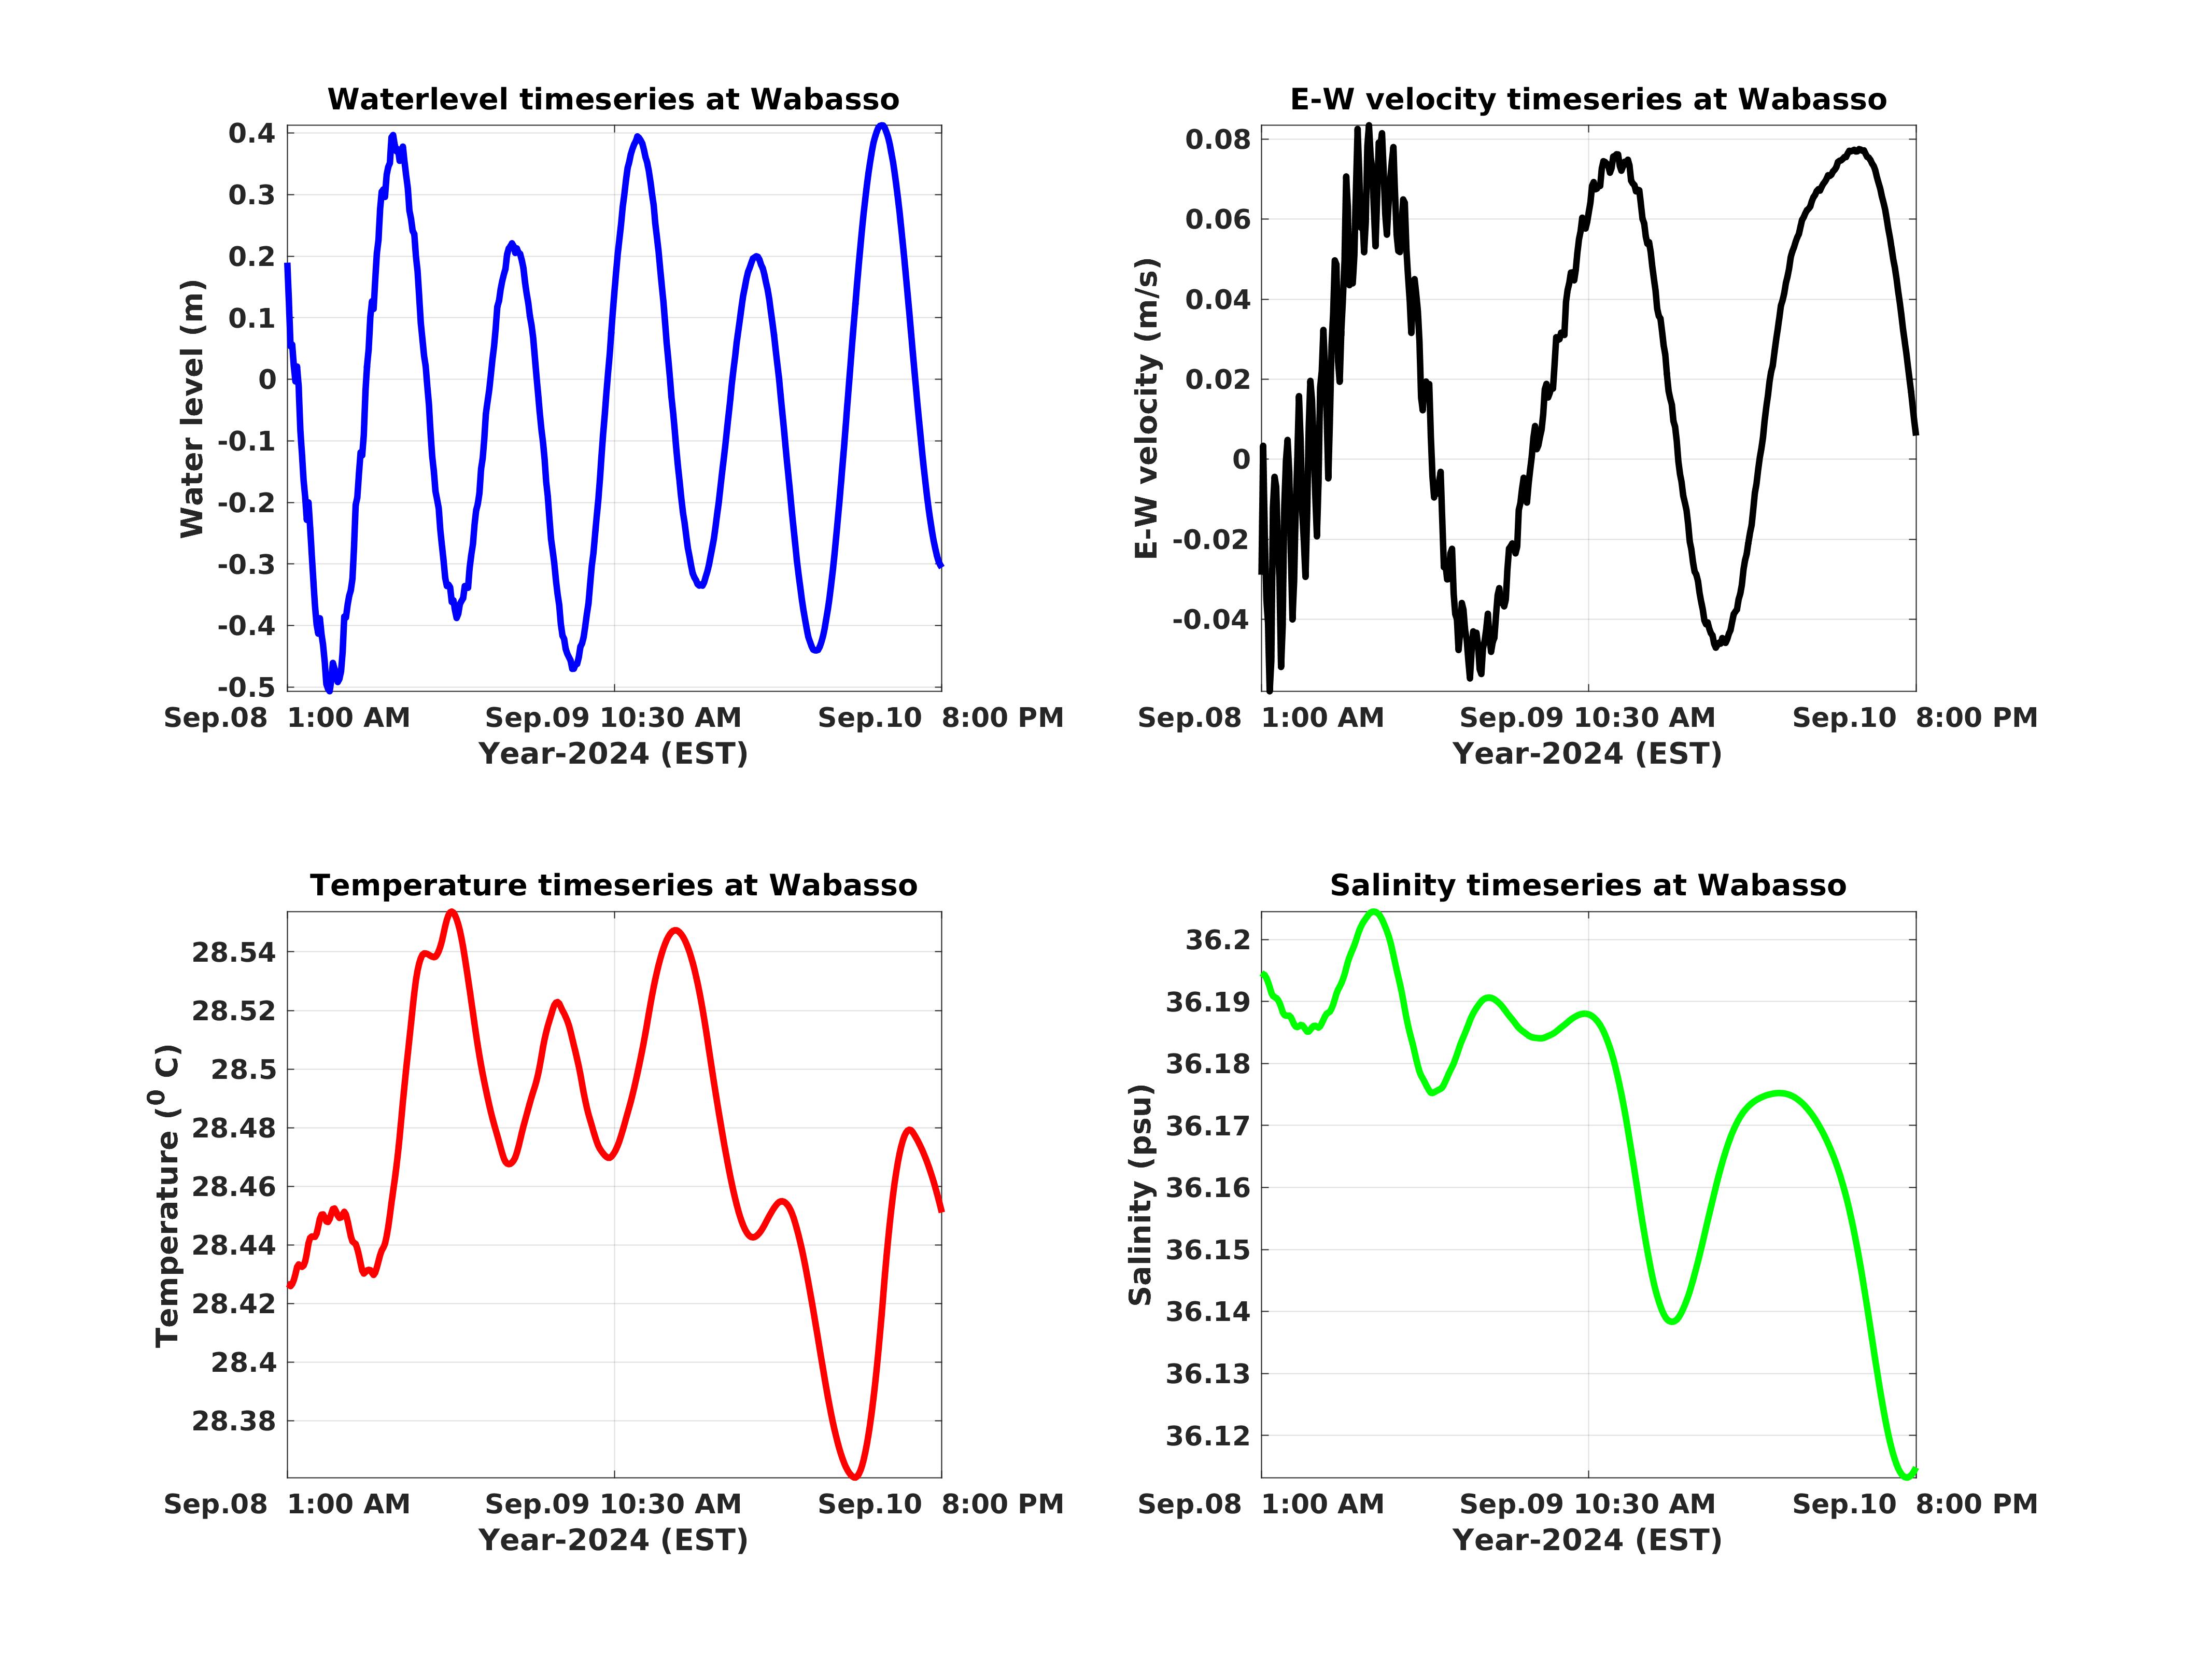 Waterlevel timeseries at Wabasso
0.4
0.3
0.2
0.1
0
-0.1
-0.2
-0.3
-0.4
-0.5
Water level (m)
Sep.08 1:00 AM
Sep.09 10:30 AM
Sep.10 8:00 PM
Year-2024 (EST)
E-W velocity timeseries at Wabasso
0.08
0.06
0.04
0.02
0
-0.02
-0.04
E-W velocity (m/s)
Sep.08 1:00 AM
Sep.09 10:30 AM
Sep.10 8:00 PM
Year-2024 (EST)
Temperature timeseries at Wabasso
28.54
28.52
28.5
28.48
28.46
28.44
28.42
28.4
28.38
Temperature (⁰ C)
Sep.08 1:00 AM
Sep.09 10:30 AM
Sep.10 8:00 PM
Year-2024 (EST)
Salinity timeseries at Wabasso
36.2
36.19
36.18
36.17
36.16
36.15
36.14
36.13
36.12
Salinity (psu)
Sep.08 1:00 AM
Sep.09 10:30 AM
Sep.10 8:00 PM
Year-2024 (EST)